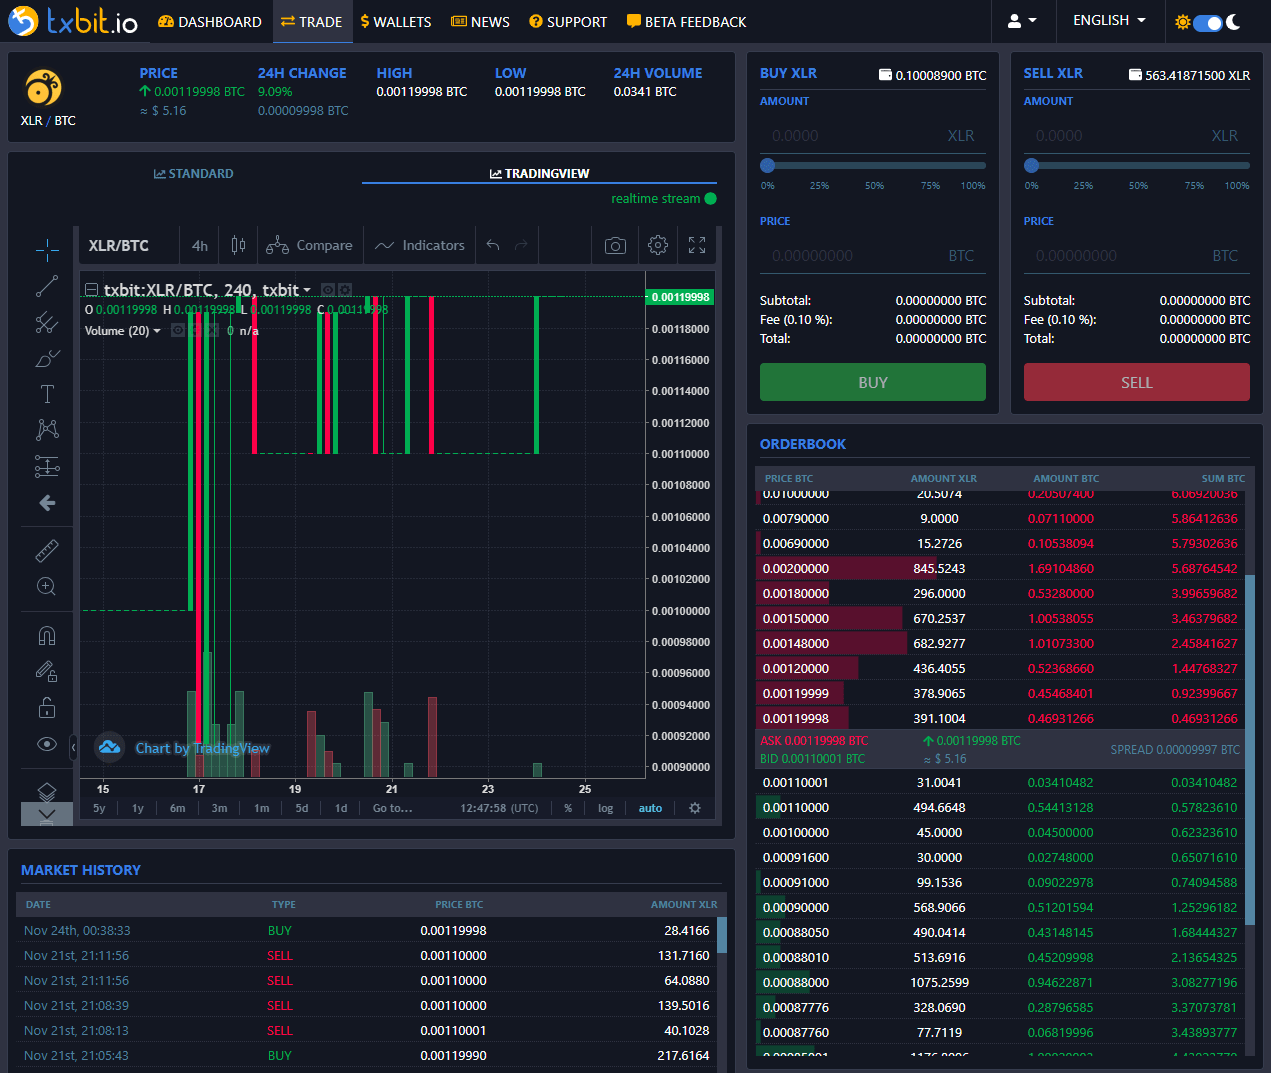 txbit.io
DASHBOARD
TRADE
WALLETS
NEWS
SUPPORT
BETA FEEDBACK
ENGLISH
XLR / BTC
PRICE
0.00119998 BTC
≈ $ 5.16
24H CHANGE
9.09%
0.00009998 BTC
HIGH
0.00119998 BTC
LOW
0.00119998 BTC
24H VOLUME
0.0341 BTC
STANDARD
TRADINGVIEW
realtime stream
XLR/BTC
4h
Compare
Indicators
txbit:XLR/BTC, 240, txbit
O 0.00119998 H 0.00119998 L 0.00119998 C 0.00119998
Volume (20) 0 n/a
0.00119998
0.00118000
0.00116000
0.00114000
0.00112000
0.00110000
0.00108000
0.00106000
0.00104000
0.00102000
0.00100000
0.00098000
0.00096000
0.00094000
0.00092000
0.00090000
Chart by TradingView
15 17 19 21 23 25
5y 1y 6m 3m 1m 5d 1d Go to... 12:47:58 (UTC) % log auto
MARKET HISTORY
DATE TYPE PRICE BTC AMOUNT XLR
Nov 24th, 00:38:33 BUY 0.00119998 28.4166
Nov 21st, 21:11:56 SELL 0.00110000 131.7160
Nov 21st, 21:11:56 SELL 0.00110000 64.0880
Nov 21st, 21:08:39 SELL 0.00110000 139.5016
Nov 21st, 21:08:13 SELL 0.00110001 40.1028
Nov 21st, 21:05:43 BUY 0.00119990 217.6164
BUY XLR 0.10008900 BTC
AMOUNT
0.0000 XLR
0% 25% 50% 75% 100%
PRICE
0.00000000 BTC
Subtotal: 0.00000000 BTC
Fee (0.10 %): 0.00000000 BTC
Total: 0.00000000 BTC
BUY
SELL XLR 563.41871500 XLR
AMOUNT
0.0000 XLR
0% 25% 50% 75% 100%
PRICE
0.00000000 BTC
Subtotal: 0.00000000 BTC
Fee (0.10 %): 0.00000000 BTC
Total: 0.00000000 BTC
SELL
ORDERBOOK
PRICE BTC AMOUNT XLR AMOUNT BTC SUM BTC
0.01000000 20.5074 0.20507400 6.06920036
0.00790000 9.0000 0.07110000 5.86412636
0.00690000 15.2726 0.10538094 5.79302636
0.00200000 845.5243 1.69104860 5.68764542
0.00180000 296.0000 0.53280000 3.99659682
0.00150000 670.2537 1.00538055 3.46379682
0.00148000 682.9277 1.01073300 2.45841627
0.00120000 436.4055 0.52368660 1.44768327
0.00119999 378.9065 0.45468401 0.92399667
0.00119998 391.1004 0.46931266 0.46931266
ASK 0.00119998 BTC 0.00119998 BTC
SPREAD 0.00009997 BTC
BID 0.00110001 BTC ≈ $ 5.16
0.00110001 31.0041 0.03410482 0.03410482
0.00110000 494.6648 0.54413128 0.57823610
0.00100000 45.0000 0.04500000 0.62323610
0.00091600 30.0000 0.02748000 0.65071610
0.00091000 99.1536 0.09022978 0.74094588
0.00090000 568.9066 0.51201594 1.25296182
0.00088050 490.0414 0.43148145 1.68444327
0.00088010 513.6916 0.45209998 2.13654325
0.00088000 1075.2599 0.94622871 3.08277196
0.00087776 328.0690 0.28796585 3.37073781
0.00087760 77.7119 0.06819996 3.43893777